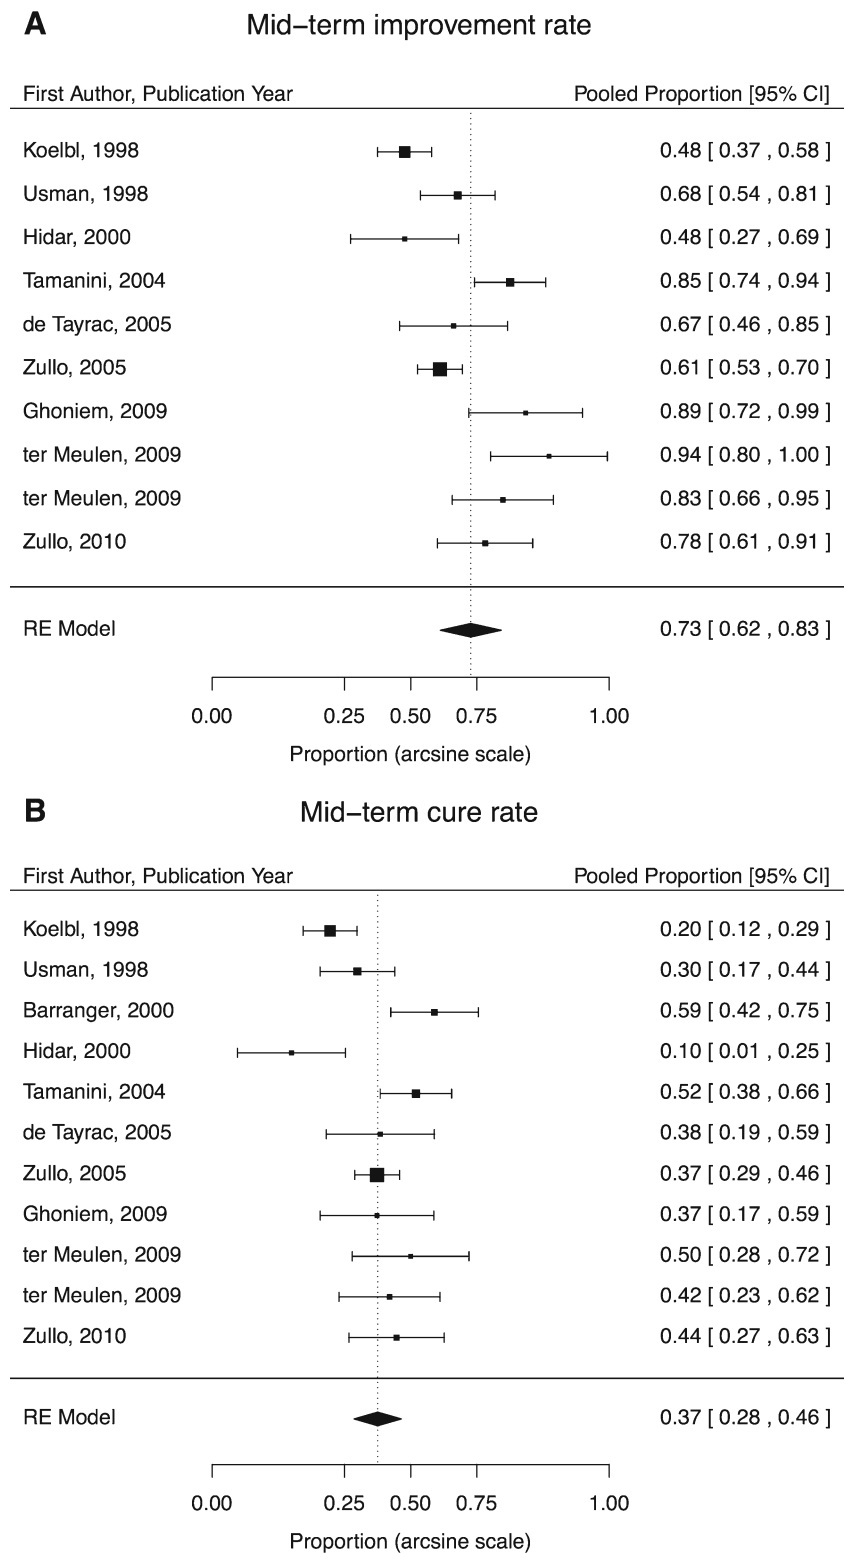 A
Mid–term improvement rate
First Author, Publication Year Pooled Proportion [95% CI]
Koelbl, 1998 0.48 [ 0.37 , 0.58 ]
Usman, 1998 0.68 [ 0.54 , 0.81 ]
Hidar, 2000 0.48 [ 0.27 , 0.69 ]
Tamanini, 2004 0.85 [ 0.74 , 0.94 ]
de Tayrac, 2005 0.67 [ 0.46 , 0.85 ]
Zullo, 2005 0.61 [ 0.53 , 0.70 ]
Ghoniem, 2009 0.89 [ 0.72 , 0.99 ]
ter Meulen, 2009 0.94 [ 0.80 , 1.00 ]
ter Meulen, 2009 0.83 [ 0.66 , 0.95 ]
Zullo, 2010 0.78 [ 0.61 , 0.91 ]
RE Model 0.73 [ 0.62 , 0.83 ]
0.00 0.25 0.50 0.75 1.00
Proportion (arcsine scale)
B
Mid–term cure rate
First Author, Publication Year Pooled Proportion [95% CI]
Koelbl, 1998 0.20 [ 0.12 , 0.29 ]
Usman, 1998 0.30 [ 0.17 , 0.44 ]
Barranger, 2000 0.59 [ 0.42 , 0.75 ]
Hidar, 2000 0.10 [ 0.01 , 0.25 ]
Tamanini, 2004 0.52 [ 0.38 , 0.66 ]
de Tayrac, 2005 0.38 [ 0.19 , 0.59 ]
Zullo, 2005 0.37 [ 0.29 , 0.46 ]
Ghoniem, 2009 0.37 [ 0.17 , 0.59 ]
ter Meulen, 2009 0.50 [ 0.28 , 0.72 ]
ter Meulen, 2009 0.42 [ 0.23 , 0.62 ]
Zullo, 2010 0.44 [ 0.27 , 0.63 ]
RE Model 0.37 [ 0.28 , 0.46 ]
0.00 0.25 0.50 0.75 1.00
Proportion (arcsine scale)